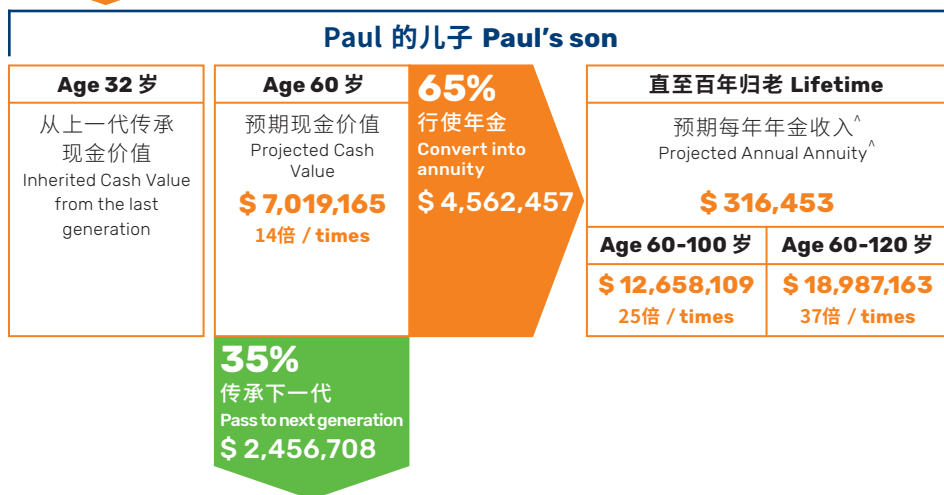 Paul 的儿子 Paul's son
Age 32 岁
从上一代传承
现金价值
Inherited Cash Value
from the last
generation
Age 60 岁
预期现金价值
Projected Cash
Value
$ 7,019,165
14倍 / times
65%
行使年金
Convert into
annuity
$ 4,562,457
直至百年归老 Lifetime
预期每年年金收入^
Projected Annual Annuity^
$ 316,453
Age 60-100 岁
$ 12,658,109
25倍 / times
Age 60-120 岁
$ 18,987,163
37倍 / times
35%
传承下一代
Pass to next generation
$ 2,456,708